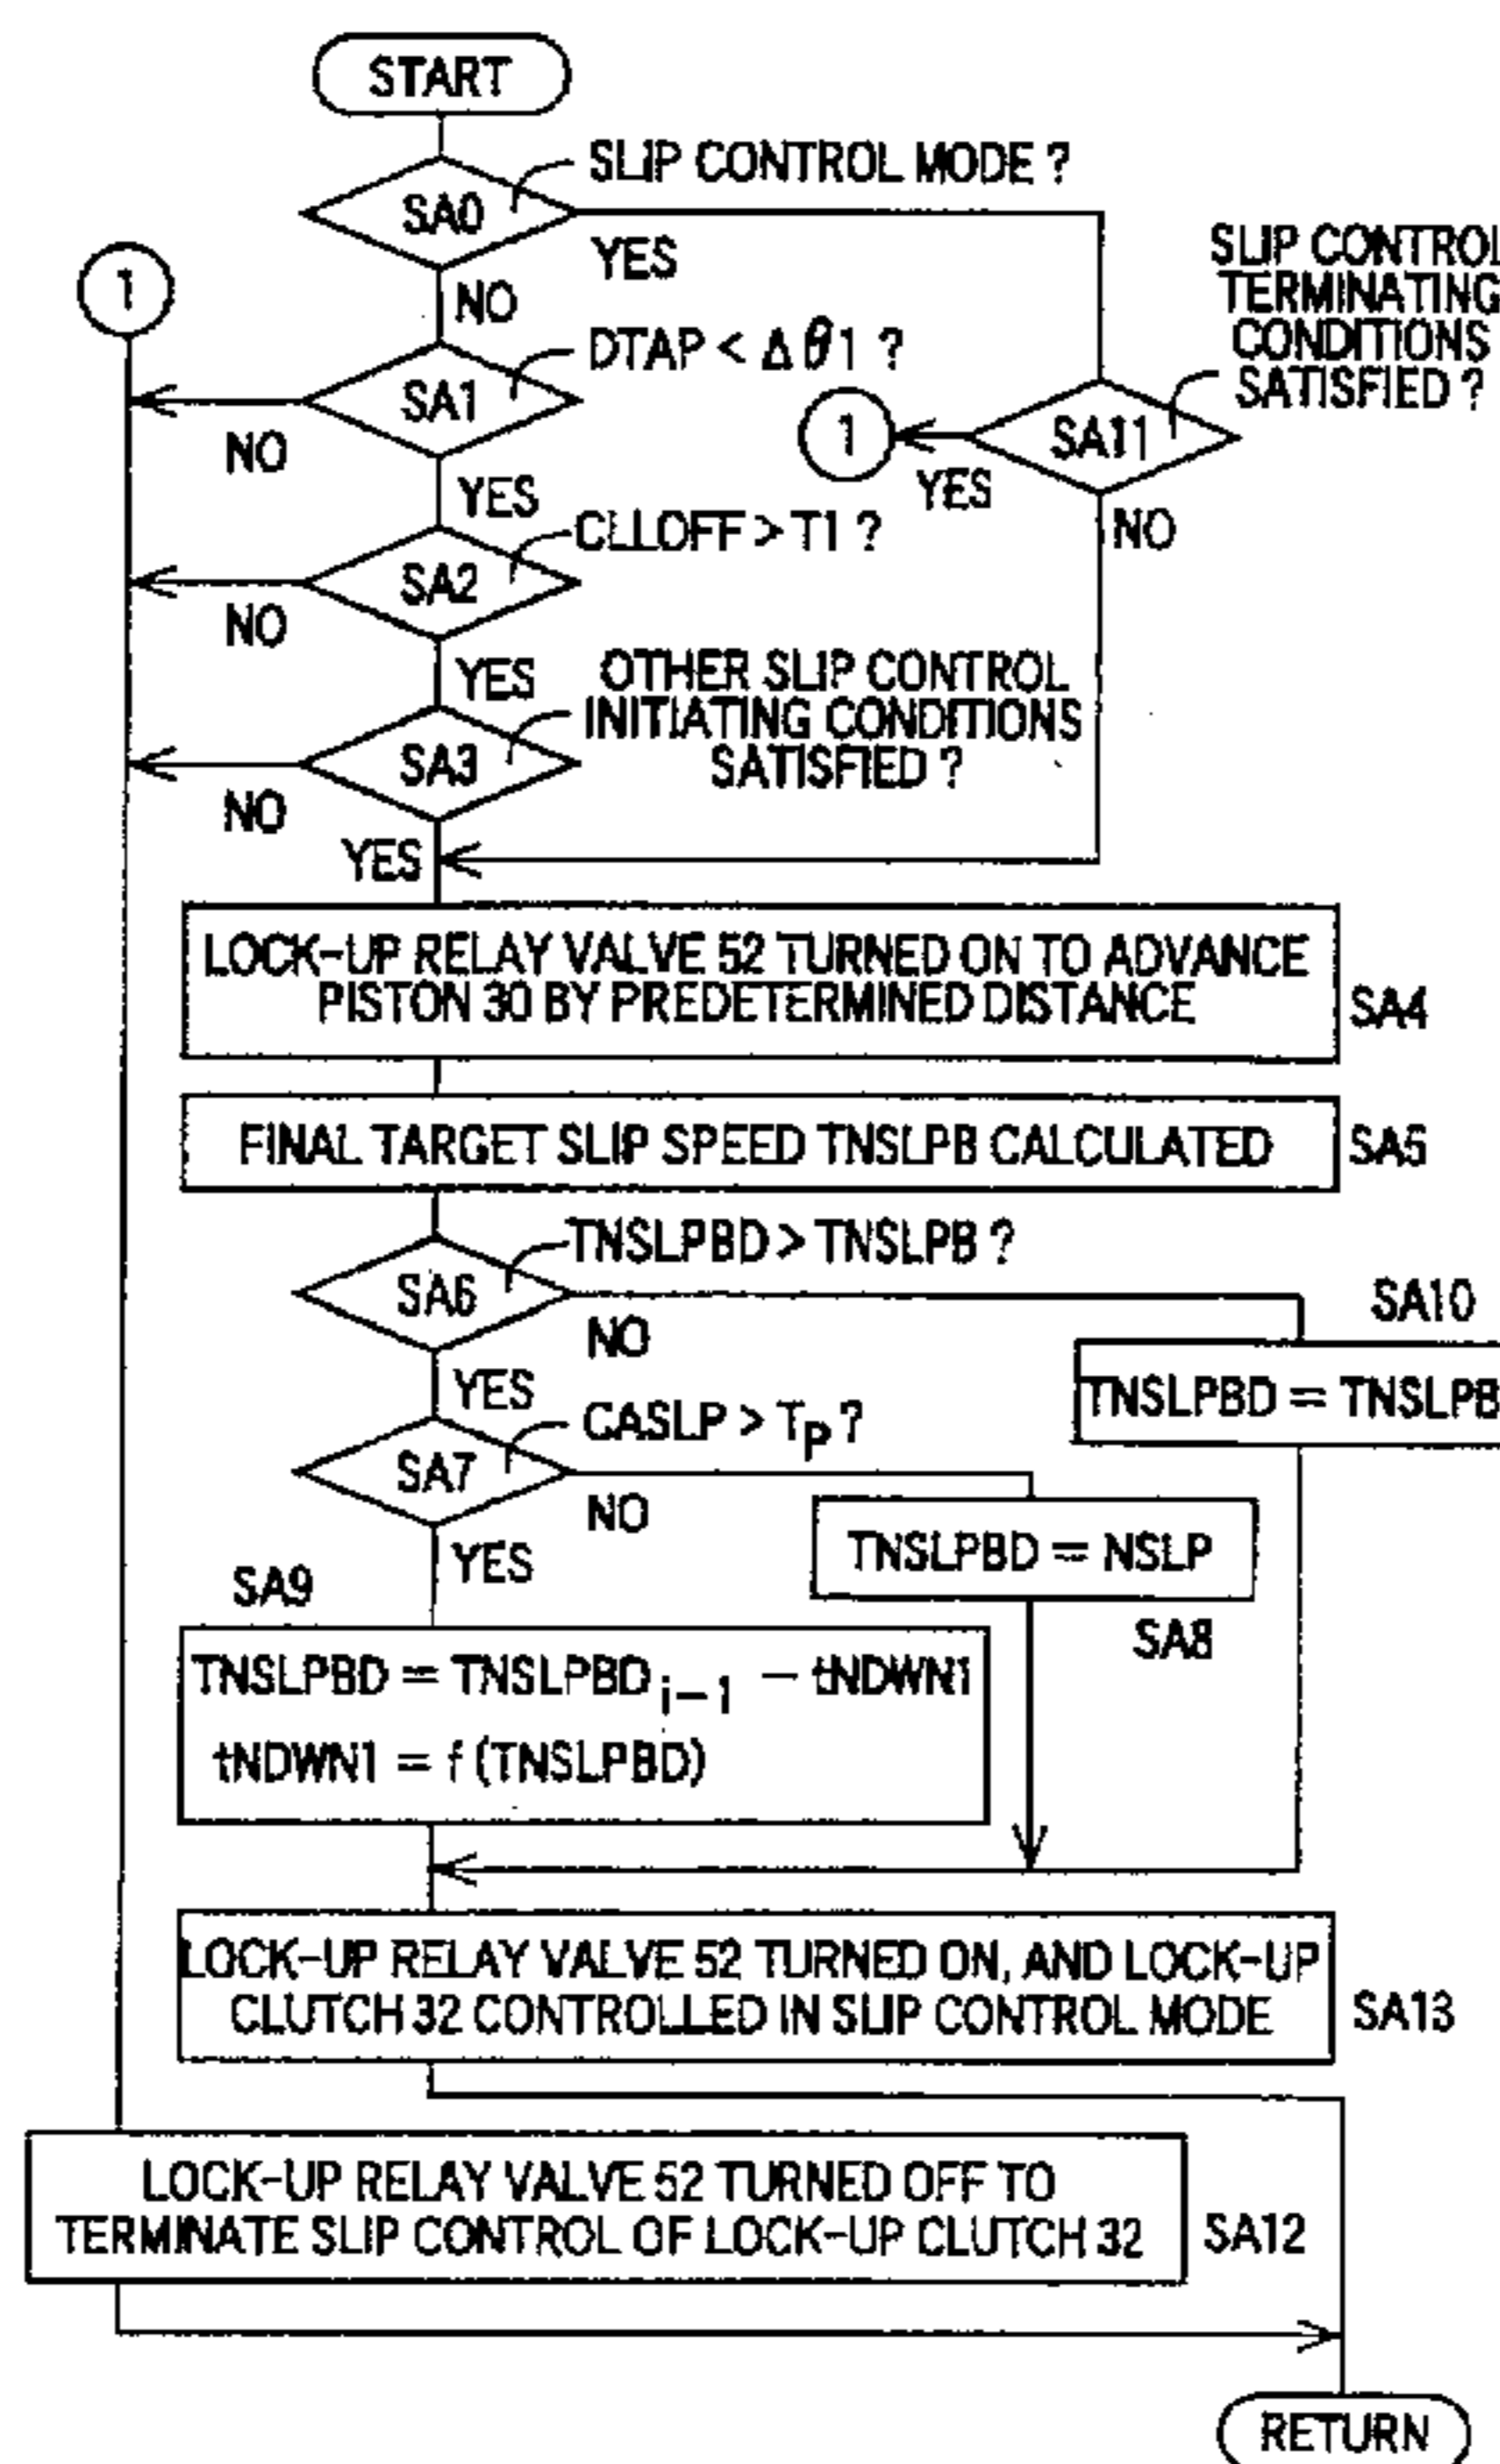 START
SLIP CONTROL MODE ?
SA0
YES
NO
1
SLIP CONTROL
TERMINATING
CONDITIONS
SATISFIED ?
DTAP < Δθ1 ?
SA1
NO
YES
1
SA11
YES
NO
CLLOFF > T1 ?
SA2
NO
YES
OTHER SLIP CONTROL
INITIATING CONDITIONS
SATISFIED ?
SA3
NO
YES
LOCK-UP RELAY VALVE 52 TURNED ON TO ADVANCE
PISTON 30 BY PREDETERMINED DISTANCE
SA4
FINAL TARGET SLIP SPEED TNSLPB CALCULATED
SA5
TNSLPBD > TNSLPB ?
SA6
NO
YES
SA10
TNSLPBD = TNSLPB
CASLP > Tp ?
SA7
NO
YES
TNSLPBD = NSLP
SA8
SA9
TNSLPBD = TNSLPBD i-1 - tNDWN1
tNDWN1 = f (TNSLPBD)
LOCK-UP RELAY VALVE 52 TURNED ON, AND LOCK-UP
CLUTCH 32 CONTROLLED IN SLIP CONTROL MODE
SA13
LOCK-UP RELAY VALVE 52 TURNED OFF TO
TERMINATE SLIP CONTROL OF LOCK-UP CLUTCH 32
SA12
RETURN